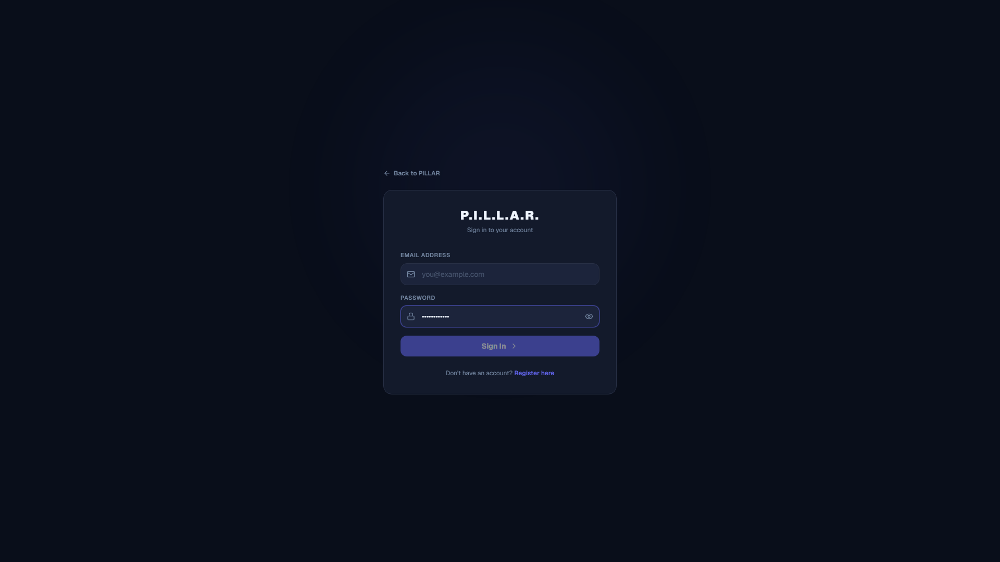 Back to PILLAR
P.I.L.L.A.R.
Sign in to your account
EMAIL ADDRESS
you@example.com
PASSWORD
••••••••••••
Sign In
Don't have an account? Register here